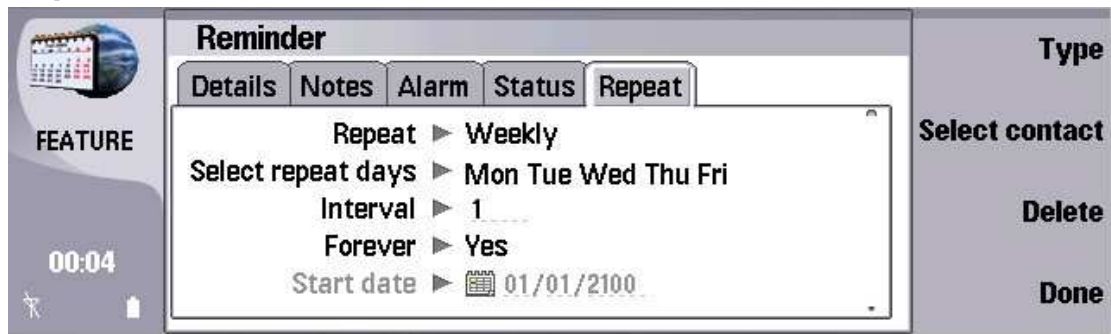 Reminder
Details Notes Alarm Status Repeat
Repeat ▶ Weekly
Select repeat days ▶ Mon Tue Wed Thu Fri
Interval ▶ 1
Forever ▶ Yes
Start date ▶ 01/01/2100
FEATURE
00:04
Type
Select contact
Delete
Done